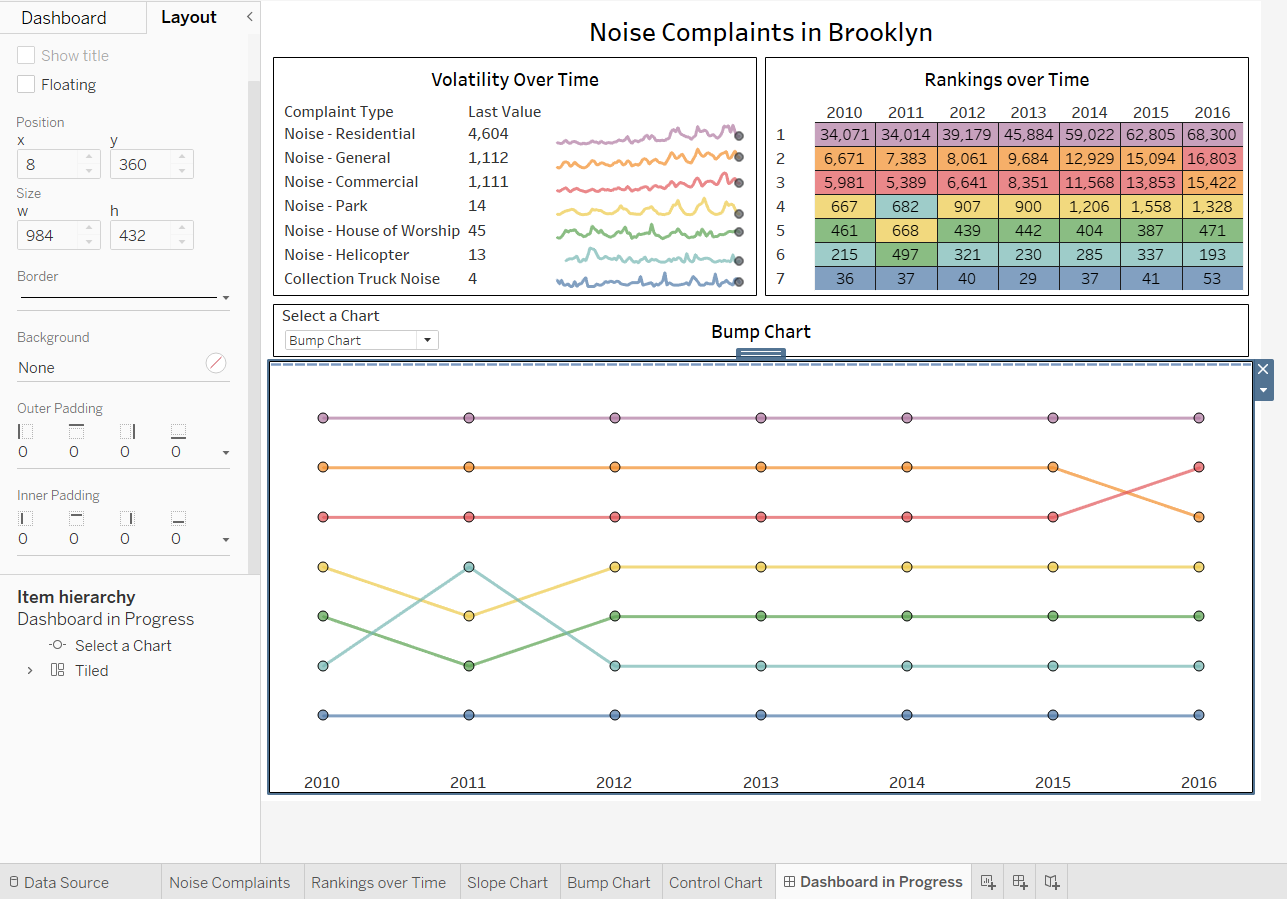 Dashboard Layout <
Show title
Floating
Position
x y
8 360
Size
w h
984 432
Border
Background
None
Outer Padding
0 0 0 0
Inner Padding
0 0 0 0
Item hierarchy
Dashboard in Progress
Select a Chart
Tiled
Noise Complaints in Brooklyn
Volatility Over Time
Complaint Type Last Value
Noise - Residential 4,604
Noise - General 1,112
Noise - Commercial 1,111
Noise - Park 14
Noise - House of Worship 45
Noise - Helicopter 13
Collection Truck Noise 4
Rankings over Time
2010 2011 2012 2013 2014 2015 2016
1 34,071 34,014 39,179 45,884 59,022 62,805 68,300
2 6,671 7,383 8,061 9,684 12,929 15,094 16,803
3 5,981 5,389 6,641 8,351 11,568 13,853 15,422
4 667 682 907 900 1,206 1,558 1,328
5 461 668 439 442 404 387 471
6 215 497 321 230 285 337 193
7 36 37 40 29 37 41 53
Select a Chart
Bump Chart
Bump Chart
2010 2011 2012 2013 2014 2015 2016
Data Source Noise Complaints Rankings over Time Slope Chart Bump Chart Control Chart Dashboard in Progress